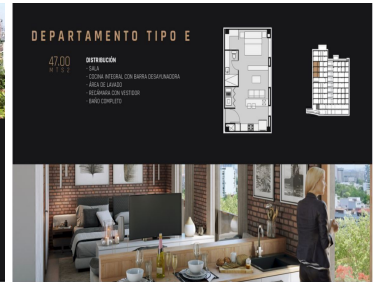 DEPARTAMENTO TIPO E
47.00
MTS2
DISTRIBUCIÓN
- SALA
- COCINA INTEGRAL CON BARRA DESAYUNADORA
- ÁREA DE LAVADO
- RECÁMARA CON VESTIDOR
- BAÑO COMPLETO